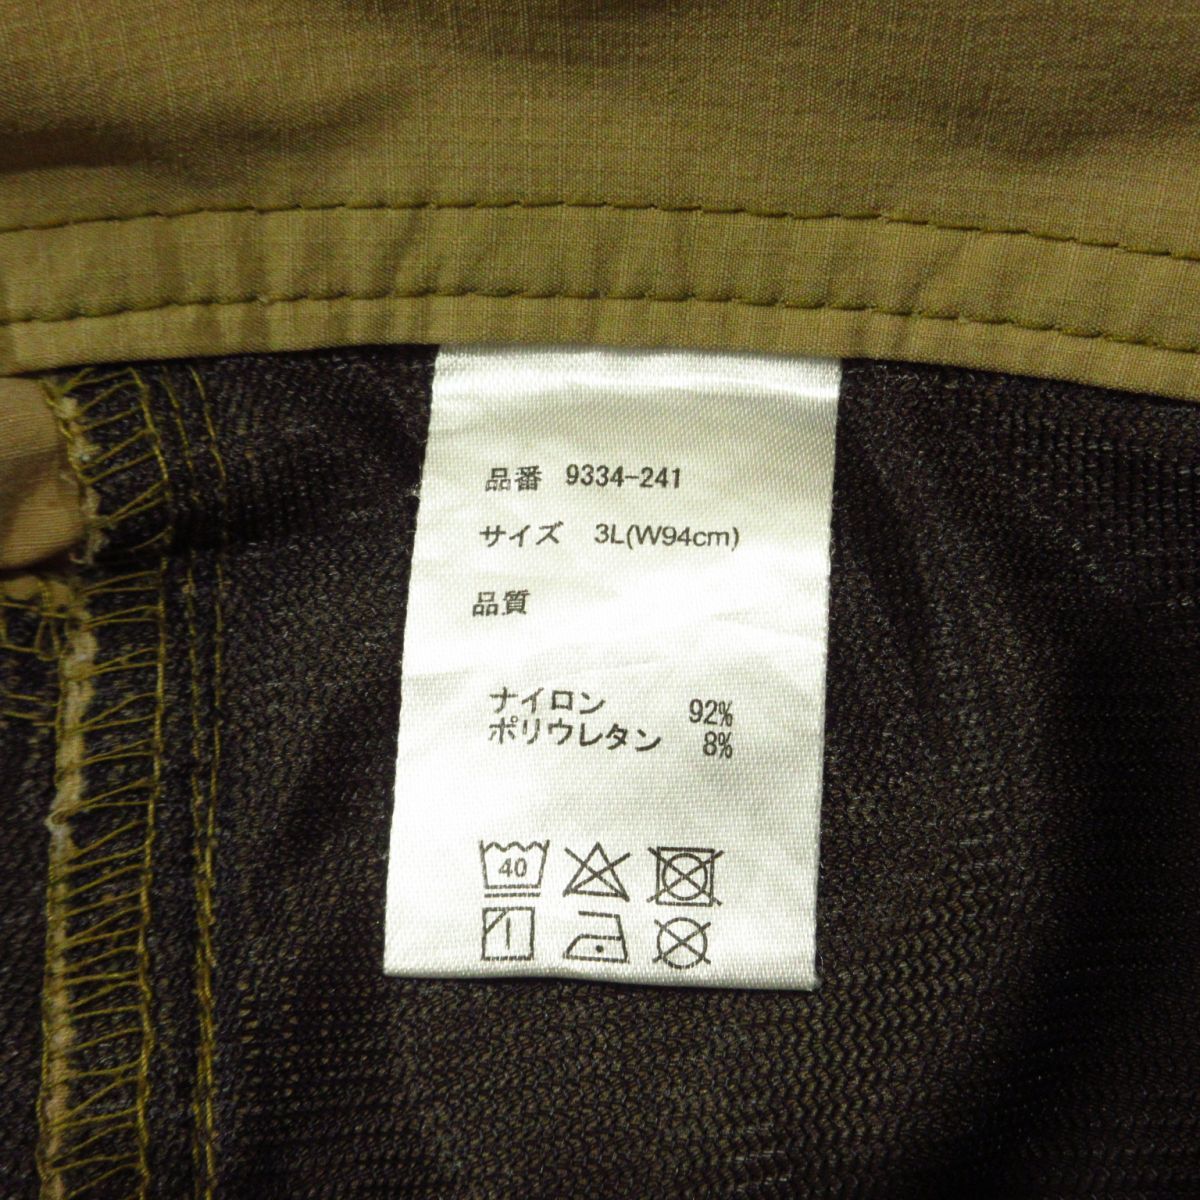 品番 9334-241
サイズ 3L(W94cm)
品質
ナイロン 92%
ポリウレタン 8%
40